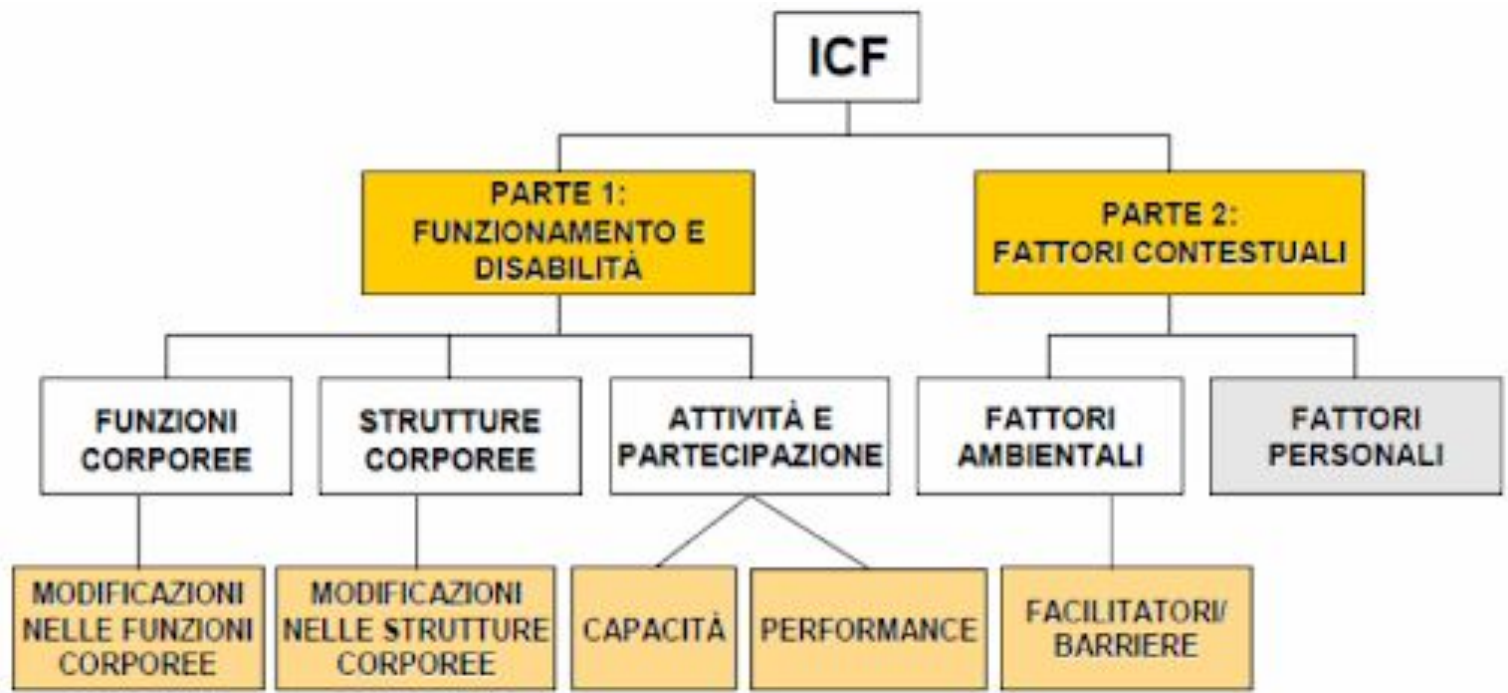 ICF
PARTE 1:
FUNZIONAMENTO E
DISABILITÀ
PARTE 2:
FATTORI CONTESTUALI
FUNZIONI
CORPOREE
STRUTTURE
CORPOREE
ATTIVITÀ E
PARTECIPAZIONE
FATTORI
AMBIENTALI
FATTORI
PERSONALI
MODIFICAZIONI
NELLE FUNZIONI
CORPOREE
MODIFICAZIONI
NELLE STRUTTURE
CORPOREE
CAPACITÀ
PERFORMANCE
FACILITATORI/
BARRIERE